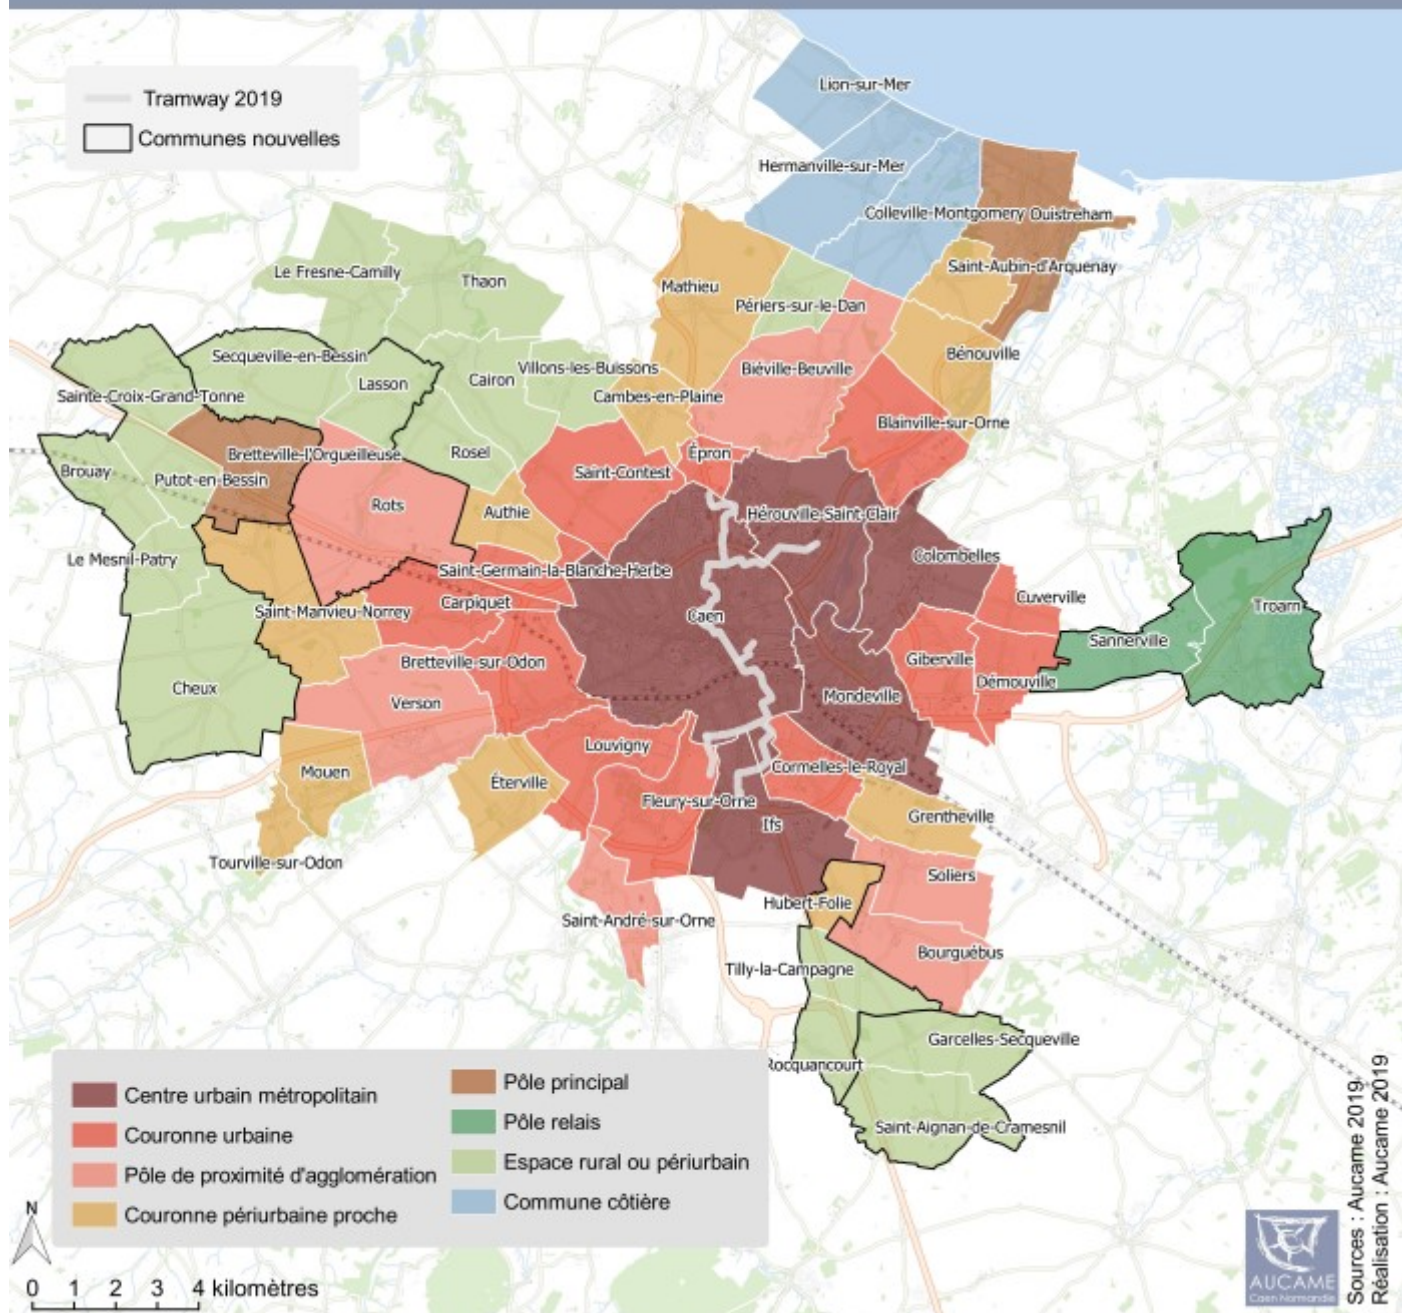 Tramway 2019
Communes nouvelles
Lion-sur-Mer
Hermanville-sur-Mer
Colleville-Montgomery
Ouistreham
Saint-Aubin-d'Arquenay
Le Fresne-Camilly
Thaon
Mathieu
Périers-sur-le-Dan
Bénouville
Secqueville-en-Bessin
Lasson
Cairon
Villons-les-Buissons
Biéville-Beuville
Sainte-Croix-Grand-Tonne
Cambes-en-Plaine
Blainville-sur-Orne
Bretteville-l'Orgueilleuse
Rosel
Épron
Brouay
Putot-en-Bessin
Saint-Contest
Rots
Authie
Hérouville-Saint-Clair
Le Mesnil-Patry
Saint-Germain-la-Blanche-Herbe
Colombelles
Saint-Manvieu-Norrey
Carpiquet
Caen
Cuverville
Troarn
Sannerville
Cheux
Bretteville-sur-Odon
Giberville
Démouville
Verson
Mondeville
Louvigny
Mouen
Éterville
Cormelles-le-Royal
Fleury-sur-Orne
Ifs
Grentheville
Tourville-sur-Odon
Soliers
Hubert-Folie
Saint-André-sur-Orne
Bourguébus
Tilly-la-Campagne
Garcelles-Secqueville
Rocquancourt
Saint-Aignan-de-Cramesnil
Centre urbain métropolitain
Couronne urbaine
Pôle de proximité d'agglomération
Couronne périurbaine proche
Pôle principal
Pôle relais
Espace rural ou périurbain
Commune côtière
N
0 1 2 3 4 kilomètres
AUCAME
Caen Normandie
Sources : Aucame 2019
Réalisation : Aucame 2019